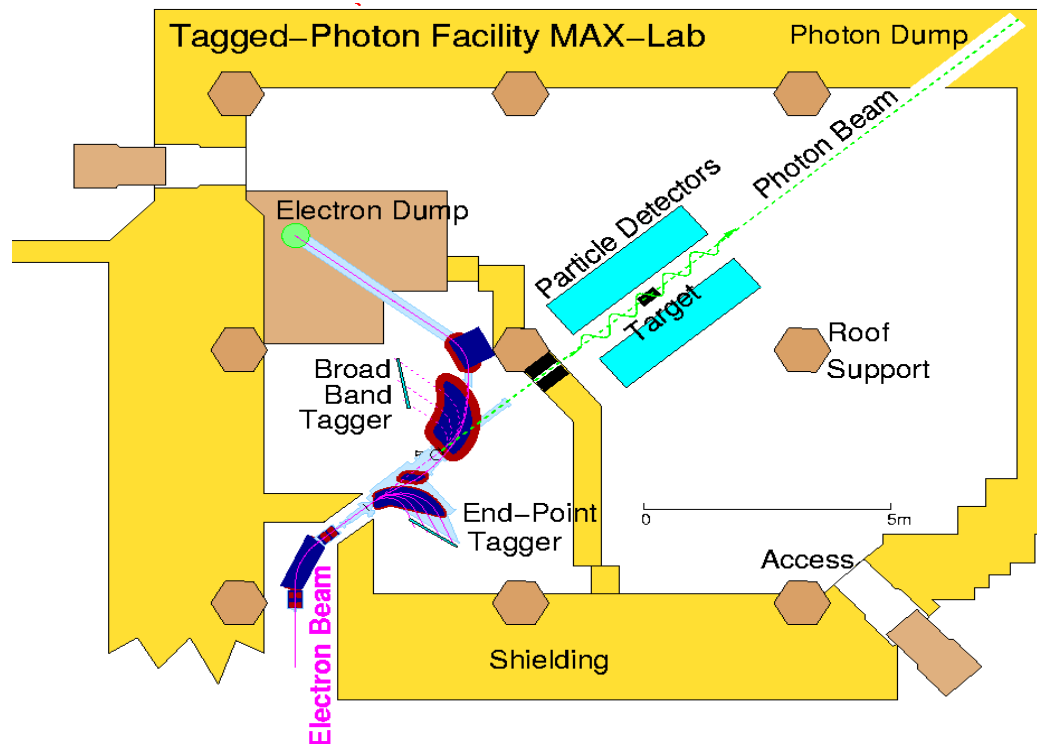 Tagged-Photon Facility MAX-Lab
Photon Dump
Photon Beam
Electron Dump
Particle Detectors
Target
Roof
Support
Broad
Band
Tagger
End-Point
Tagger
0
5m
Access
Electron Beam
Shielding